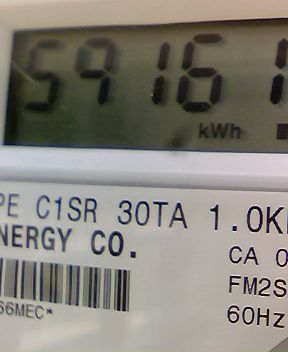 59161
kWh
PE C1SR 30TA 1.0K
NERGY CO.
CA 0
FM2S
60Hz
66MEC*